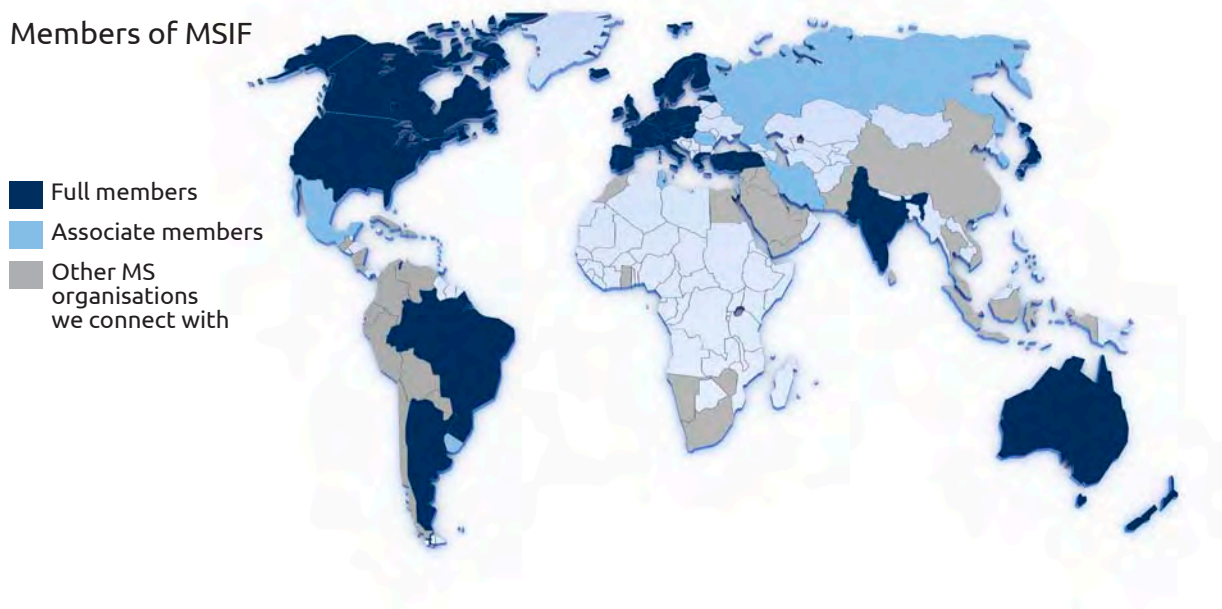 Members of MSIF
Full members
Associate members
Other MS
organisations
we connect with